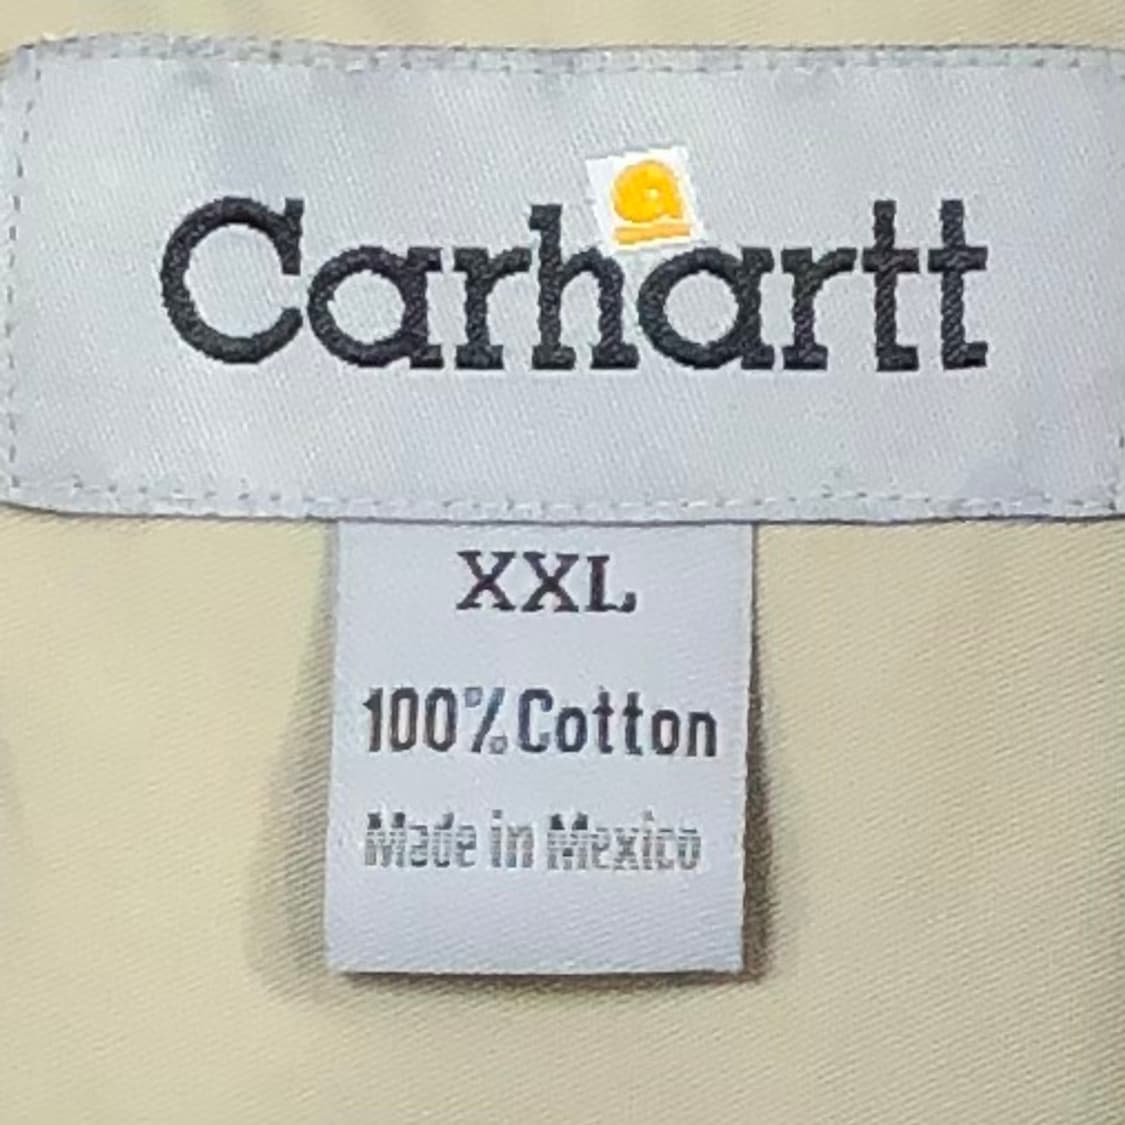 Carhartt
XXL
100% Cotton
Made in Mexico